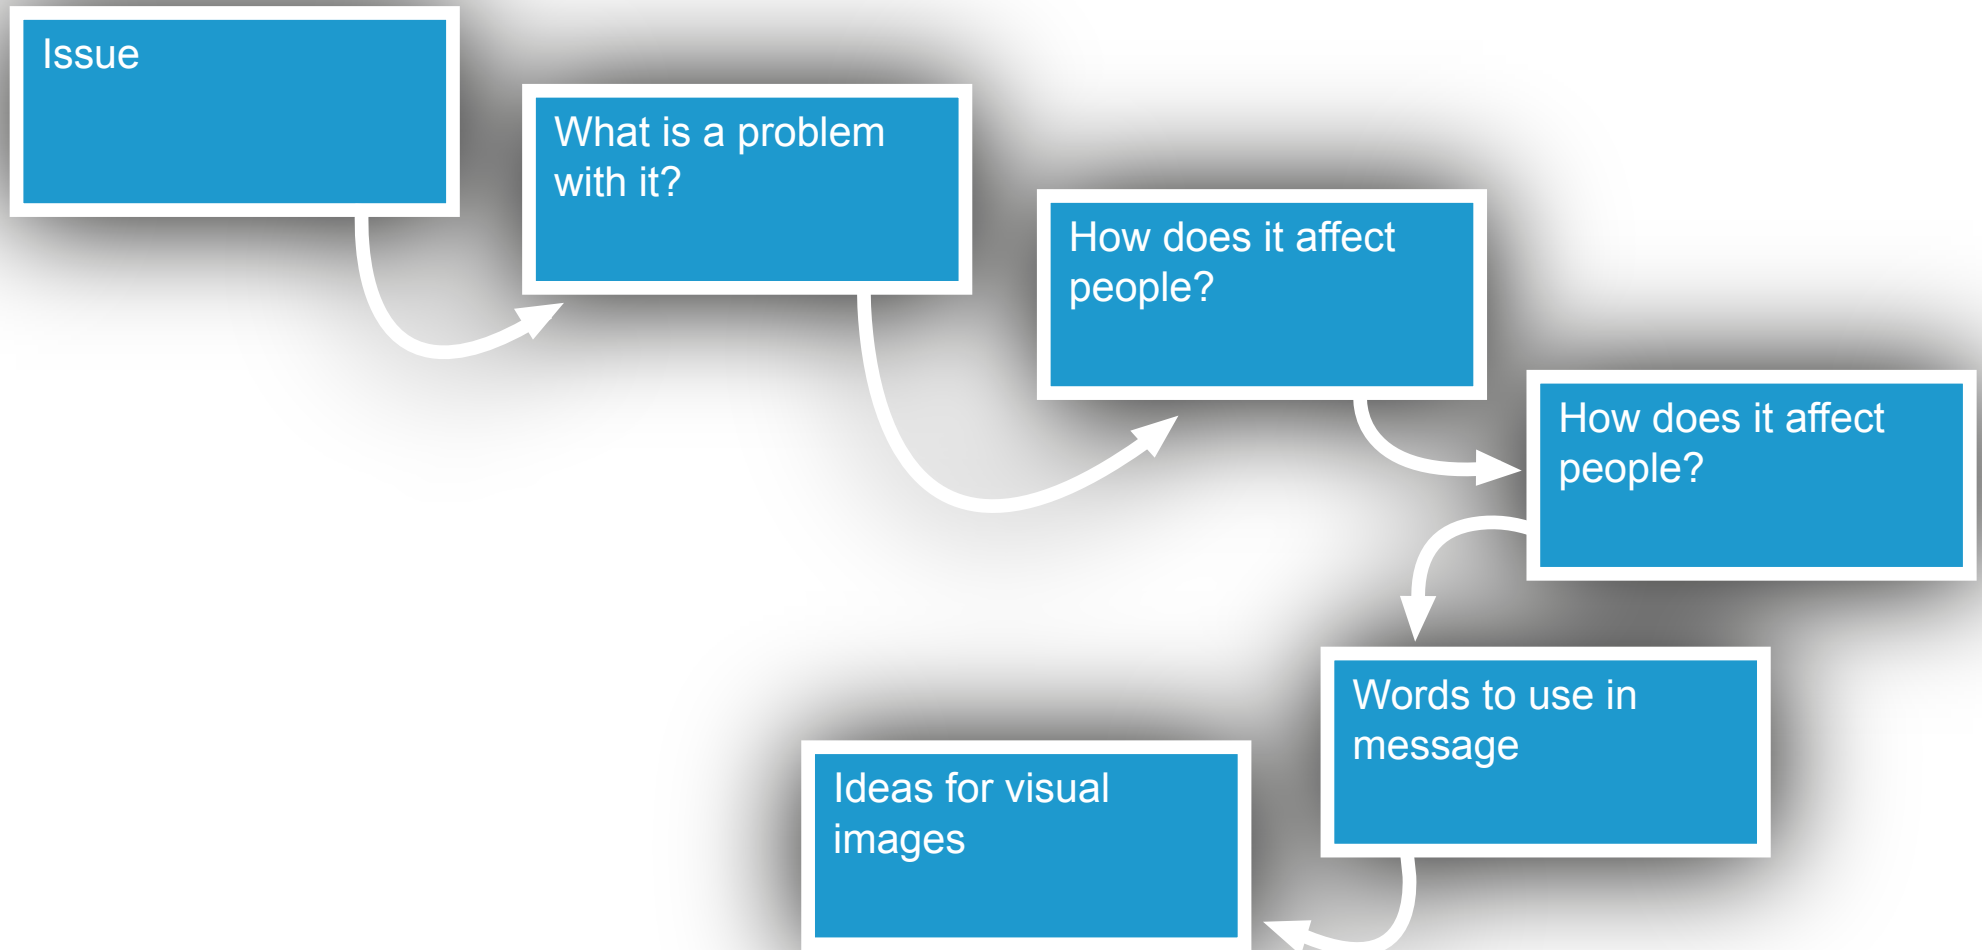 Issue
What is a problem
with it?
How does it affect
people?
How does it affect
people?
Words to use in
message
Ideas for visual
images